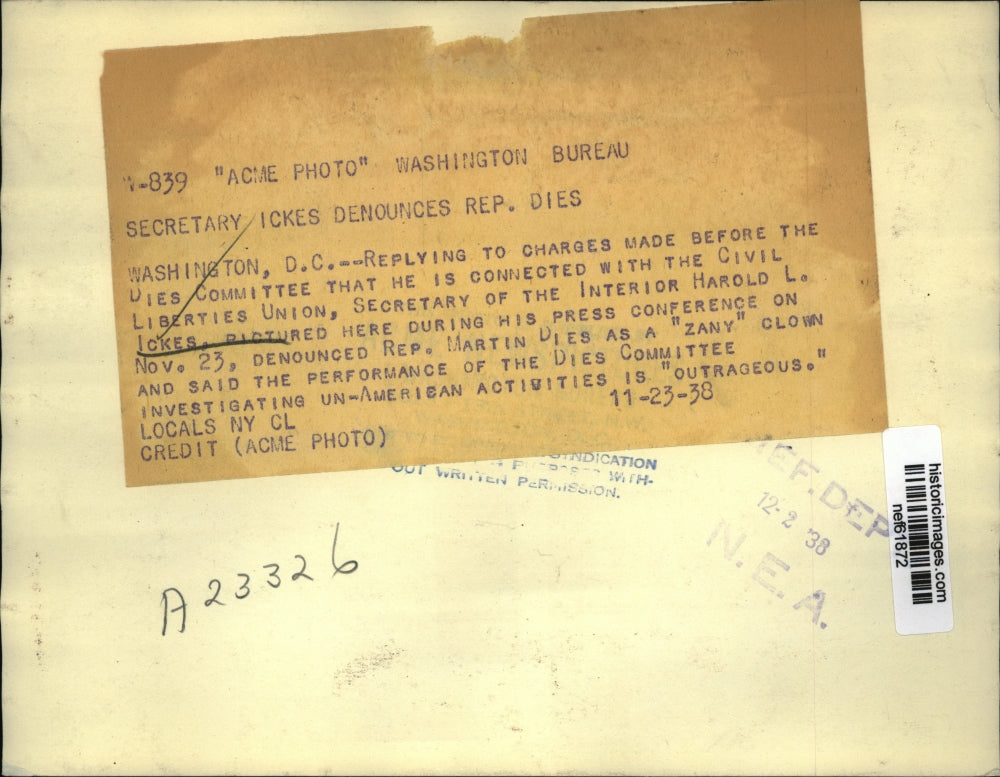 W-839 "ACME PHOTO" WASHINGTON BUREAU
SECRETARY ICKES DENOUNCES REP. DIES
WASHINGTON, D.C.--REPLYING TO CHARGES MADE BEFORE THE
DIES COMMITTEE THAT HE IS CONNECTED WITH THE CIVIL
LIBERTIES UNION, SECRETARY OF THE INTERIOR HAROLD L.
ICKES, PICTURED HERE DURING HIS PRESS CONFERENCE ON
NOV. 23, DENOUNCED REP. MARTIN DIES AS A "ZANY" CLOWN
AND SAID THE PERFORMANCE OF THE DIES COMMITTEE
INVESTIGATING UN-AMERICAN ACTIVITIES IS "OUTRAGEOUS."
LOCALS NY CL 11-23-38
CREDIT (ACME PHOTO)
SYNDICATION
WITH-
OUT WRITTEN PERMISSION.
REF. DEP
12-2 '38
N.E.A.
A23326
historicimages.com
nef61872